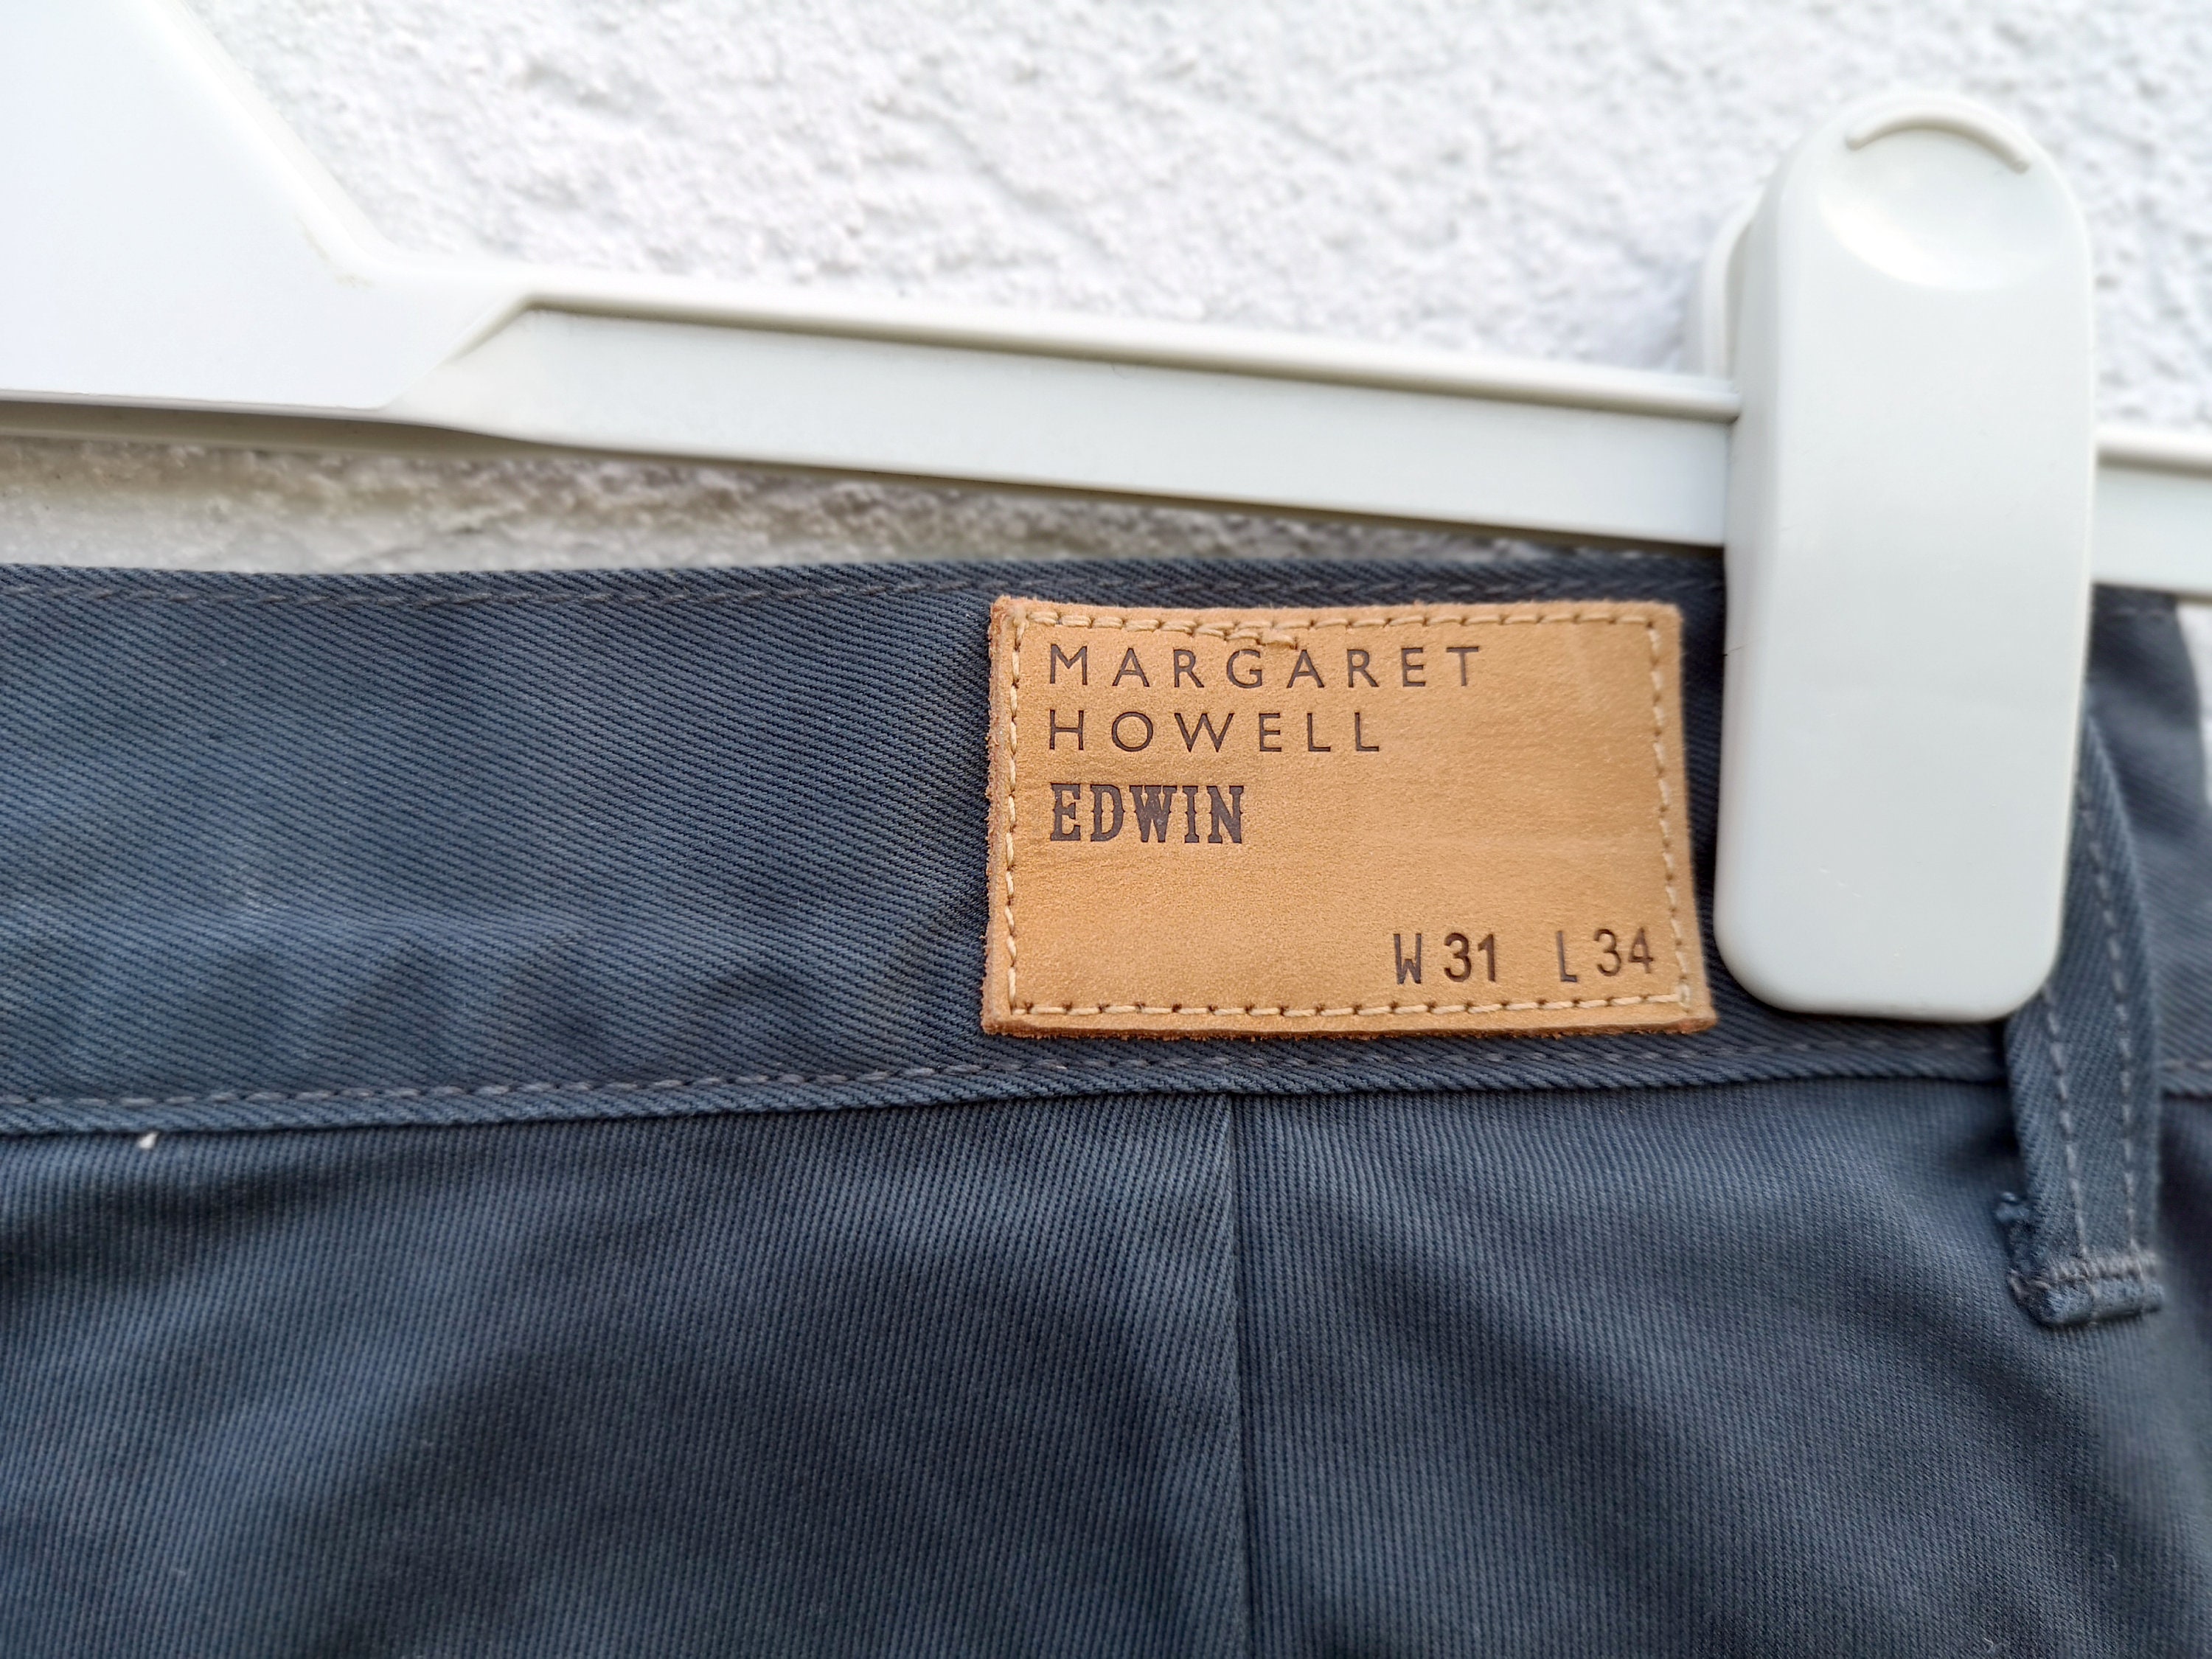 MARGARET
HOWELL
EDWIN
W 31 L 34